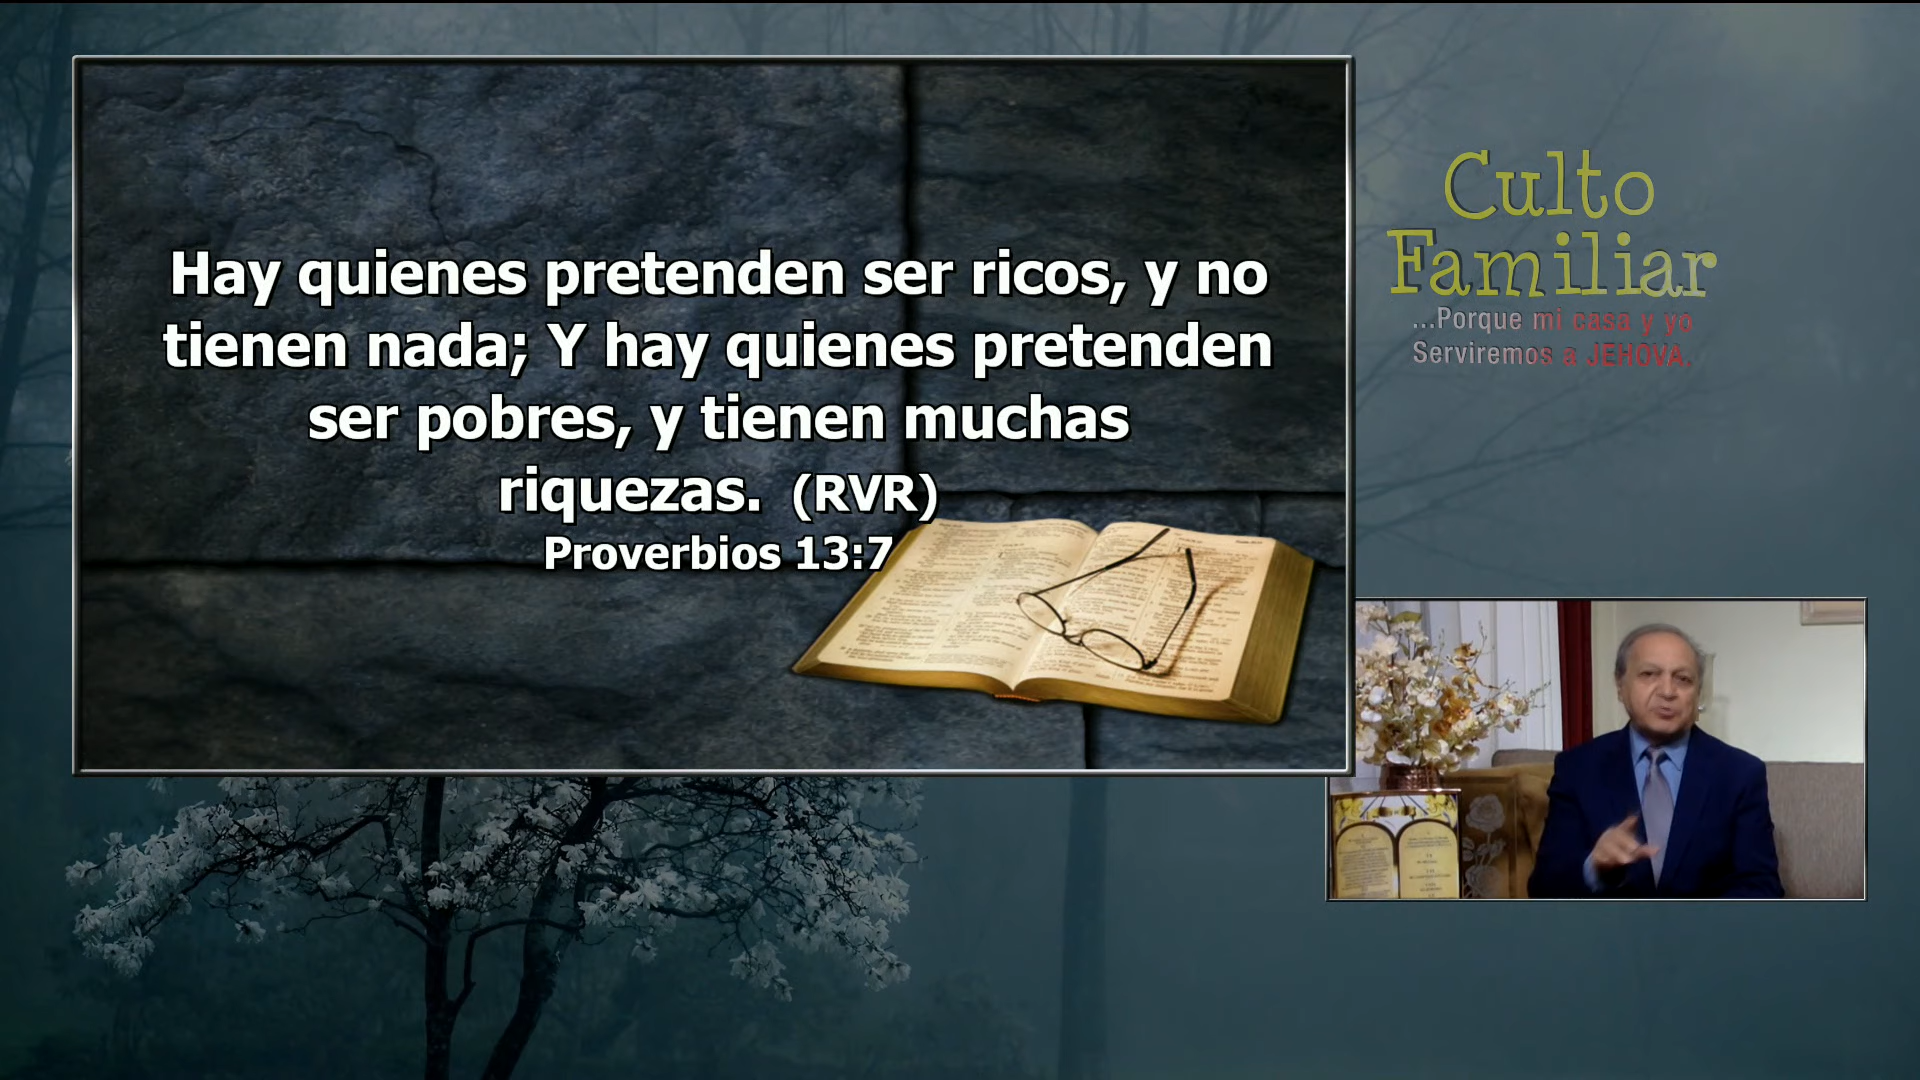 Hay quienes pretenden ser ricos, y no
tienen nada; Y hay quienes pretenden
ser pobres, y tienen muchas
riquezas. (RVR)
Proverbios 13:7
Culto
Familiar
...Porque mi casa y yo
Serviremos a JEHOVA.